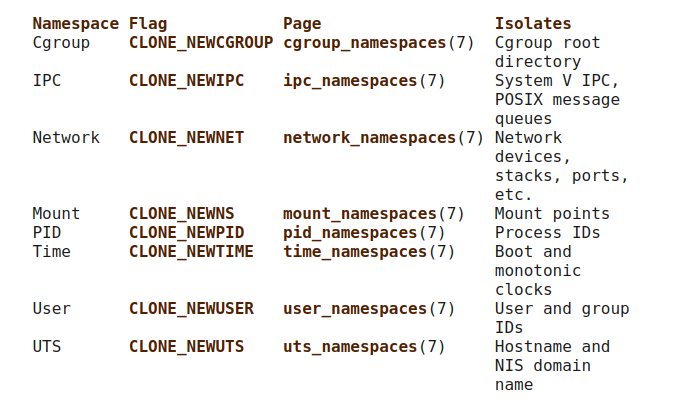 Namespace Flag Page Isolates
Cgroup CLONE_NEWCGROUP cgroup_namespaces(7) Cgroup root
directory
IPC CLONE_NEWIPC ipc_namespaces(7) System V IPC,
POSIX message
queues
Network CLONE_NEWNET network_namespaces(7) Network
devices,
stacks, ports,
etc.
Mount CLONE_NEWNS mount_namespaces(7) Mount points
PID CLONE_NEWPID pid_namespaces(7) Process IDs
Time CLONE_NEWTIME time_namespaces(7) Boot and
monotonic
clocks
User CLONE_NEWUSER user_namespaces(7) User and group
IDs
UTS CLONE_NEWUTS uts_namespaces(7) Hostname and
NIS domain
name